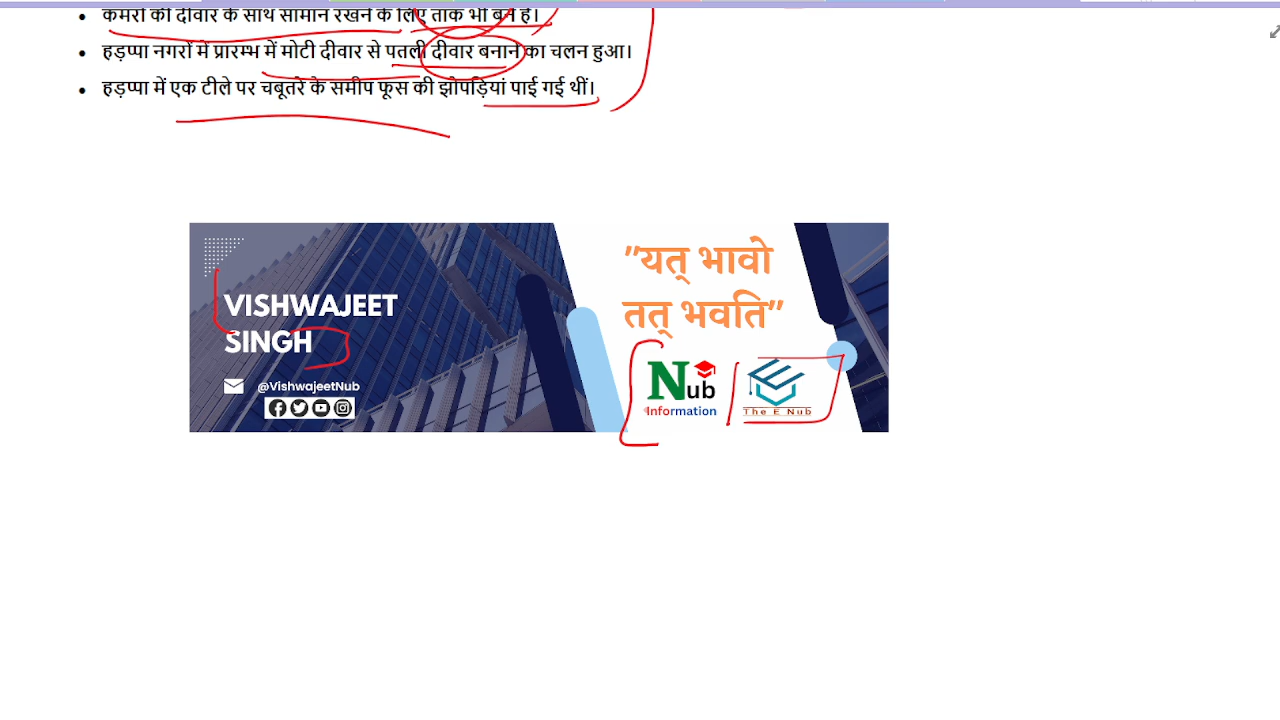 कमरों की दीवार के साथ सामान रखने के लिए ताक भी बने हैं।
हड़प्पा नगरों में प्रारम्भ में मोटी दीवार से पतली दीवार बनाने का चलन हुआ।
हड़प्पा में एक टीले पर चबूतरे के समीप फूस की झोपड़ियां पाई गई थीं।
VISHWAJEET
SINGH
@VishwajeetNub
"यत् भावो
तत् भवति"
Nub
Information
The E Nub